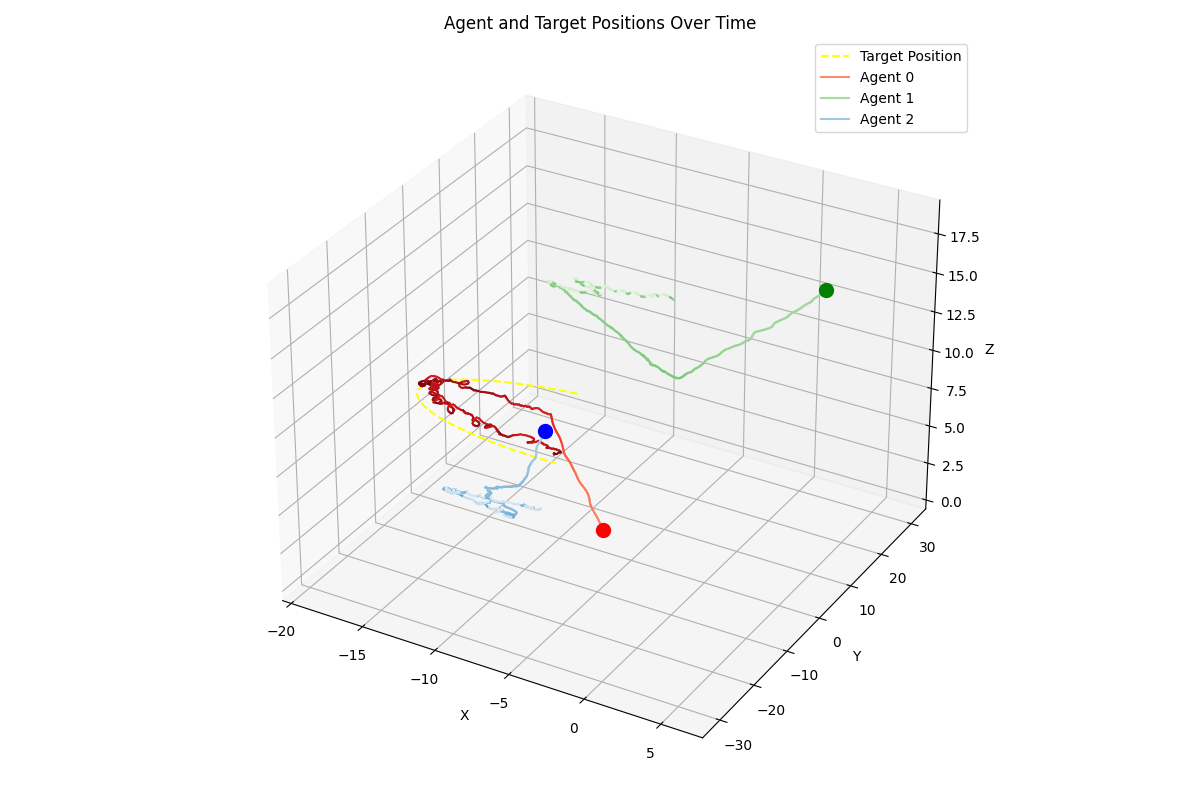 Agent and Target Positions Over Time
Target Position
Agent 0
Agent 1
Agent 2
17.5
15.0
12.5
10.0
7.5
5.0
2.5
0.0
Z
30
20
10
0
−10
−20
−30
Y
−20
−15
−10
−5
0
5
X